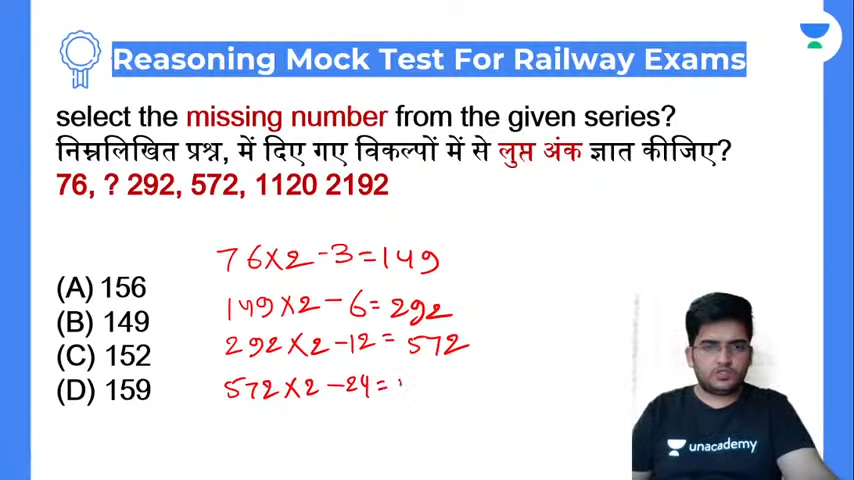 Reasoning Mock Test For Railway Exams
select the missing number from the given series?
निम्नलिखित प्रश्न, में दिए गए विकल्पों में से लुप्त अंक ज्ञात कीजिए?
76, ? 292, 572, 1120 2192
76×2-3=149
(A) 156
149×2-6=292
(B) 149
292×2-12=572
(C) 152
572×2-24=
(D) 159
unacademy